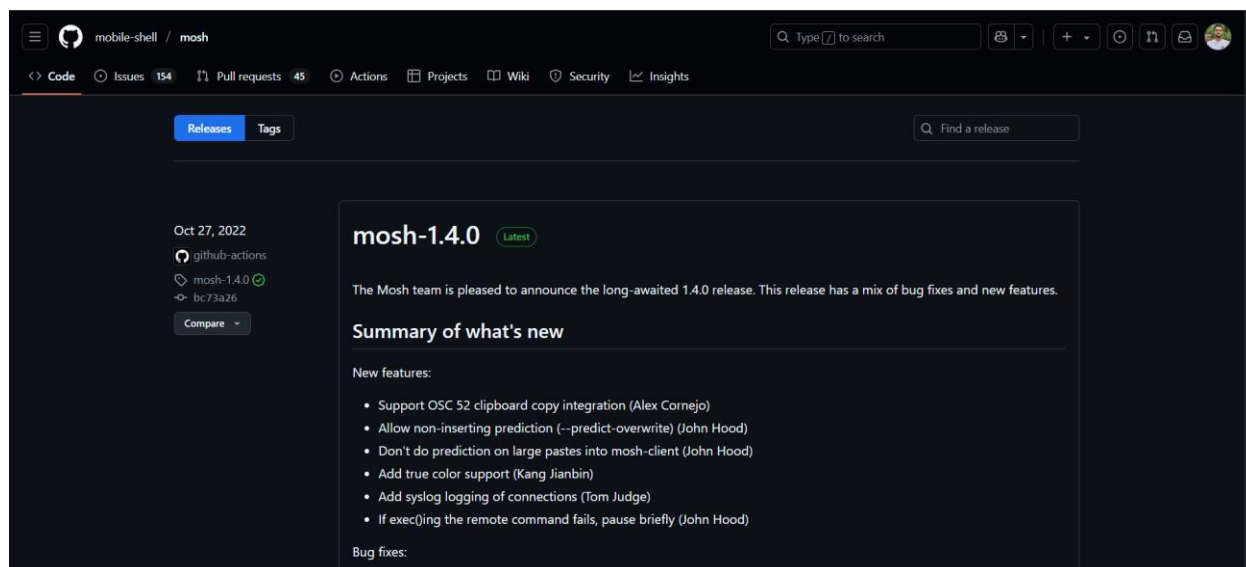 mobile-shell / mosh
Type / to search
<> Code Issues 154 Pull requests 45 Actions Projects Wiki Security Insights
Releases Tags
Find a release
Oct 27, 2022
github-actions
mosh-1.4.0
bc73a26
Compare
mosh-1.4.0 Latest
The Mosh team is pleased to announce the long-awaited 1.4.0 release. This release has a mix of bug fixes and new features.
Summary of what's new
New features:
• Support OSC 52 clipboard copy integration (Alex Cornejo)
• Allow non-inserting prediction (--predict-overwrite) (John Hood)
• Don't do prediction on large pastes into mosh-client (John Hood)
• Add true color support (Kang Jianbin)
• Add syslog logging of connections (Tom Judge)
• If exec()ing the remote command fails, pause briefly (John Hood)
Bug fixes: